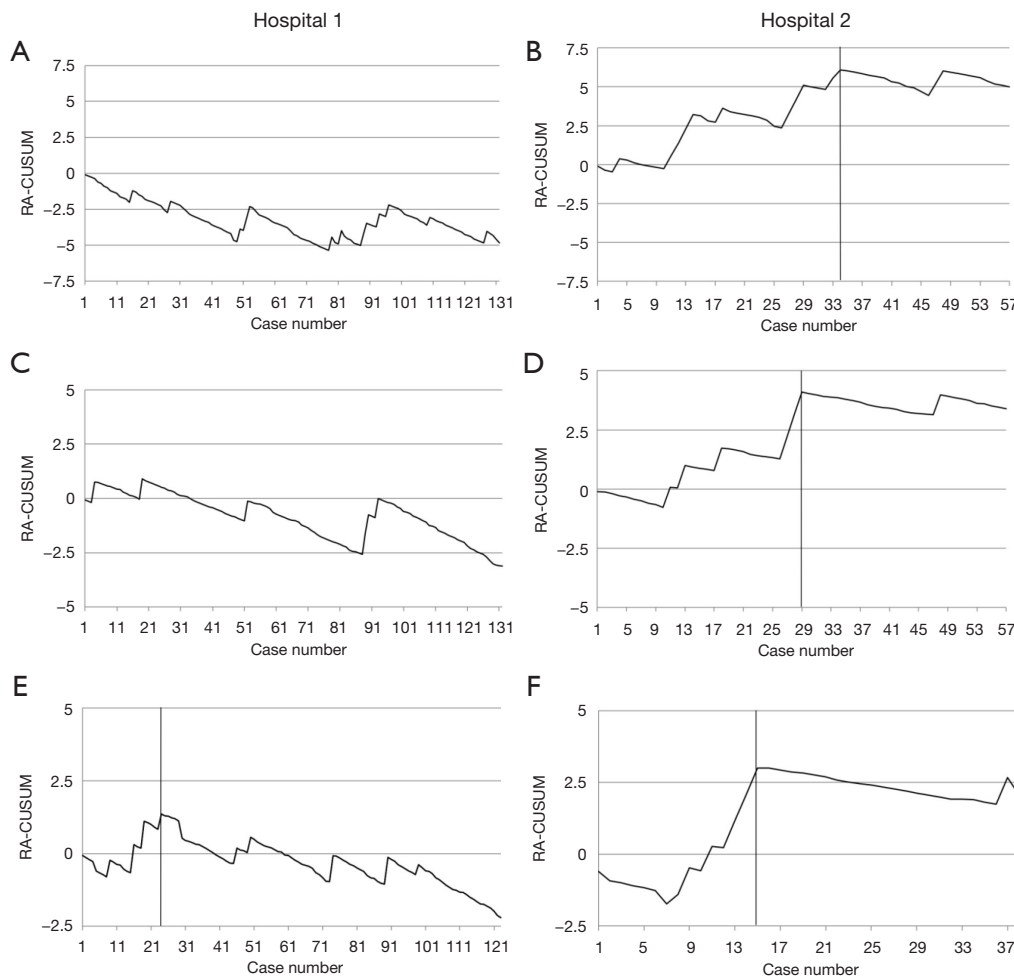 Hospital 1
Hospital 2
A
7.5
5
2.5
0
−2.5
−5
−7.5
RA-CUSUM
1 11 21 31 41 51 61 71 81 91 101 111 121 131
Case number
B
7.5
5
2.5
0
−2.5
−5
−7.5
RA-CUSUM
1 5 9 13 17 21 25 29 33 37 41 45 49 53 57
Case number
C
5
2.5
0
−2.5
−5
RA-CUSUM
1 11 21 31 41 51 61 71 81 91 101 111 121 131
Case number
D
5
2.5
0
−2.5
−5
RA-CUSUM
1 5 9 13 17 21 25 29 33 37 41 45 49 53 57
Case number
E
5
2.5
0
−2.5
RA-CUSUM
1 11 21 31 41 51 61 71 81 91 101 111 121
Case number
F
5
2.5
0
−2.5
RA-CUSUM
1 5 9 13 17 21 25 29 33 37
Case number